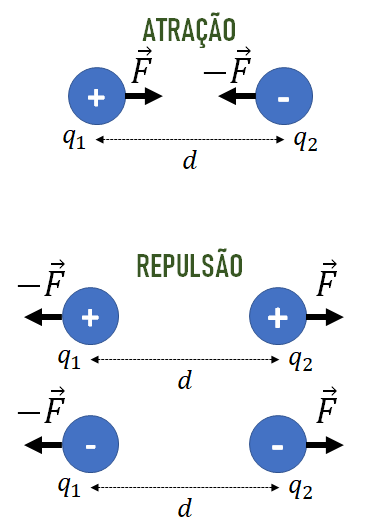 ATRAÇÃO
$\vec{F}$ $-\vec{F}$
+ -
$q_1$ $q_2$
$d$
REPULSÃO
$-\vec{F}$ $\vec{F}$
+ +
$q_1$ $q_2$
$d$
$-\vec{F}$ $\vec{F}$
- -
$q_1$ $q_2$
$d$